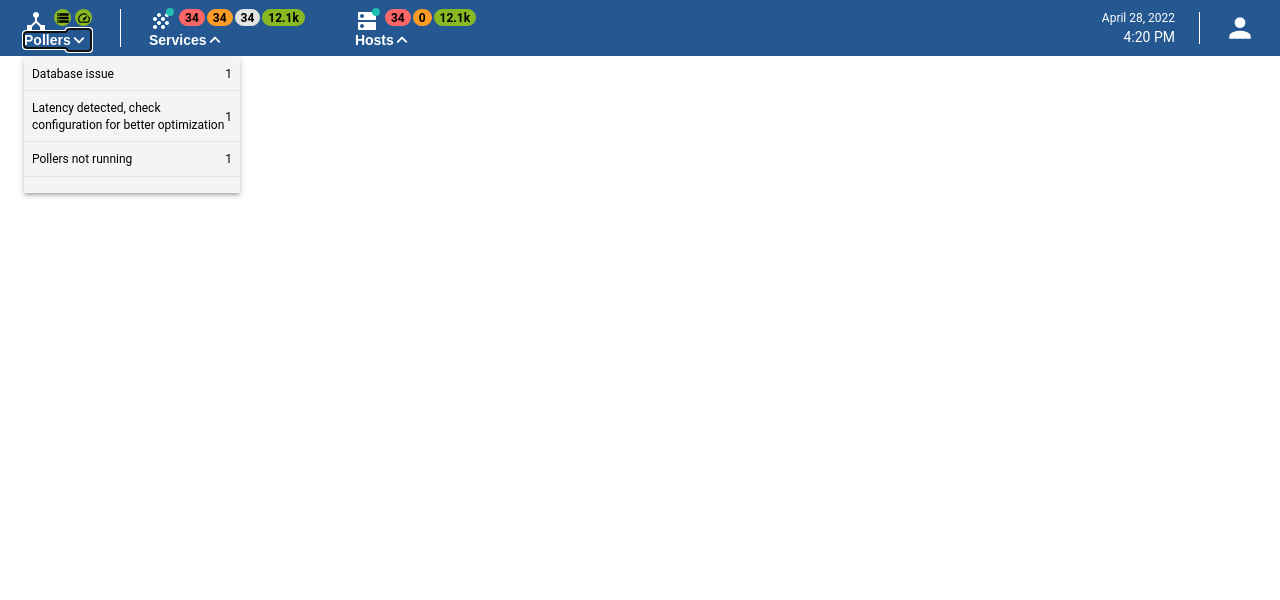 34 34 34 12.1k
34 0 12.1k
April 28, 2022
Pollers
Services
Hosts
4:20 PM
Database issue 1
Latency detected, check
configuration for better optimization 1
Pollers not running 1